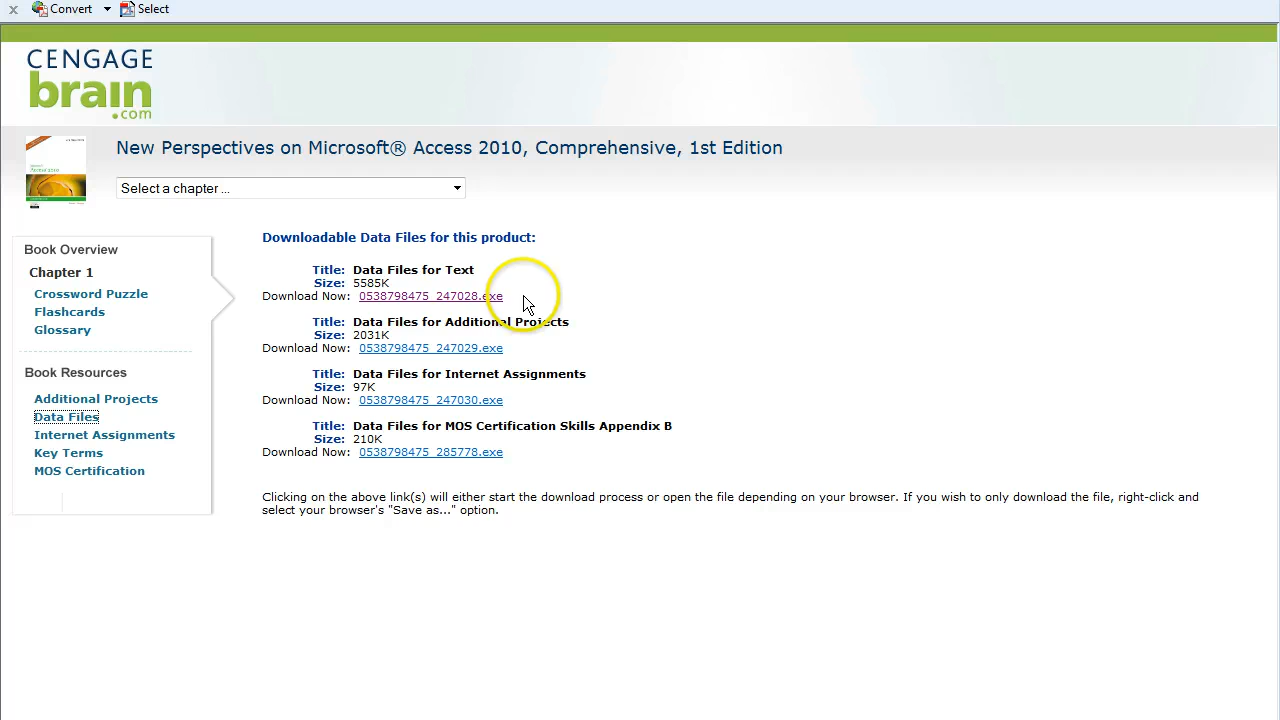 Convert Select
CENGAGE
brain
.com
New Perspectives on Microsoft® Access 2010, Comprehensive, 1st Edition
Select a chapter ...
Book Overview
Chapter 1
Crossword Puzzle
Flashcards
Glossary
Book Resources
Additional Projects
Data Files
Internet Assignments
Key Terms
MOS Certification
Downloadable Data Files for this product:
Title: Data Files for Text
Size: 5585K
Download Now: 0538798475_247028.exe
Title: Data Files for Additional Projects
Size: 2031K
Download Now: 0538798475_247029.exe
Title: Data Files for Internet Assignments
Size: 97K
Download Now: 0538798475_247030.exe
Title: Data Files for MOS Certification Skills Appendix B
Size: 210K
Download Now: 0538798475_285778.exe
Clicking on the above link(s) will either start the download process or open the file depending on your browser. If you wish to only download the file, right-click and
select your browser's "Save as..." option.